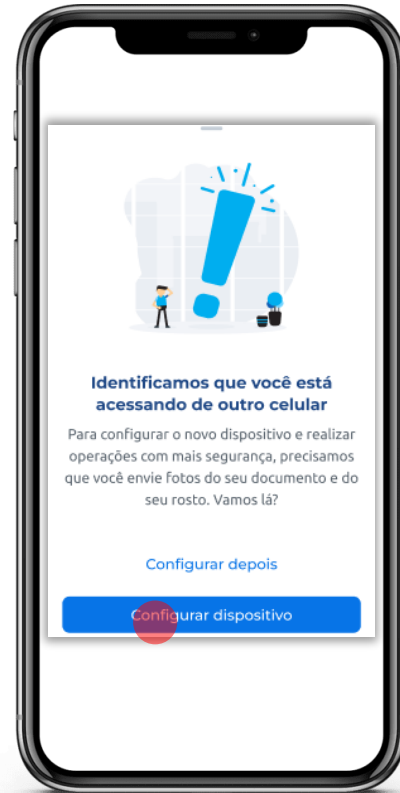 Identificamos que você está
acessando de outro celular
Para configurar o novo dispositivo e realizar
operações com mais segurança, precisamos
que você envie fotos do seu documento e do
seu rosto. Vamos lá?
Configurar depois
Configurar dispositivo